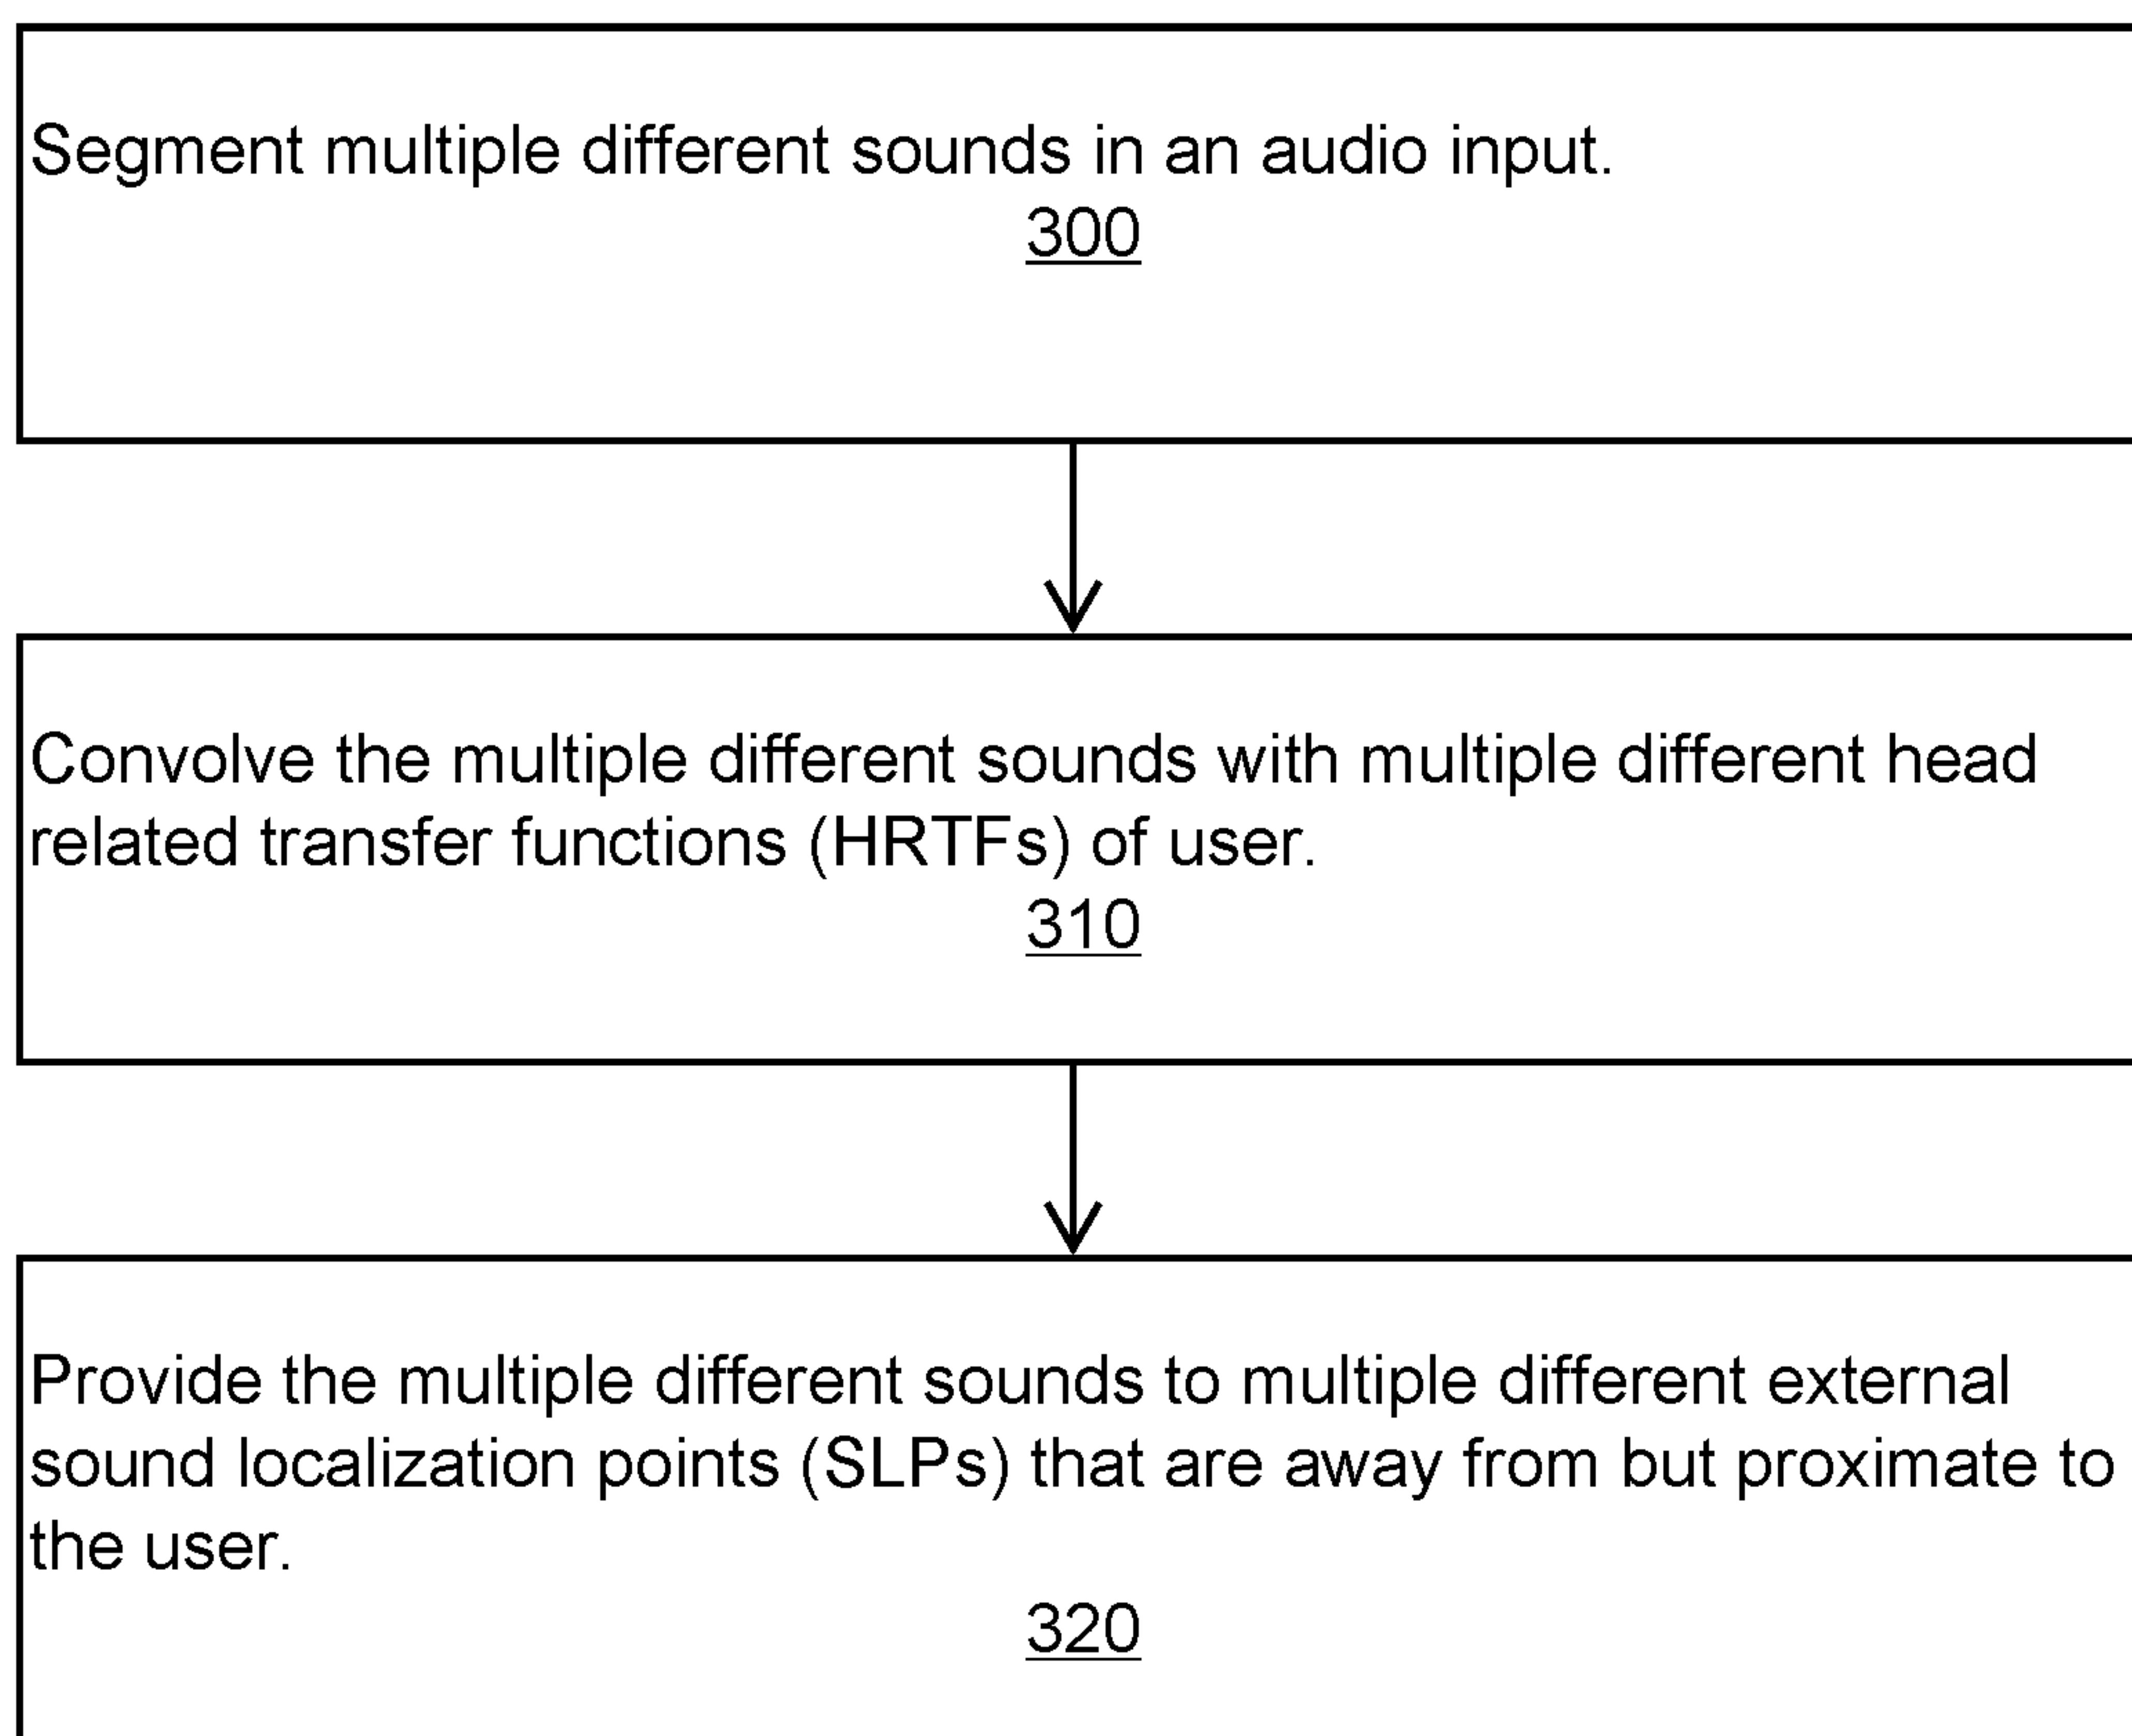 Segment multiple different sounds in an audio input.
300
Convolve the multiple different sounds with multiple different head
related transfer functions (HRTFs) of user.
310
Provide the multiple different sounds to multiple different external
sound localization points (SLPs) that are away from but proximate to
the user.
320